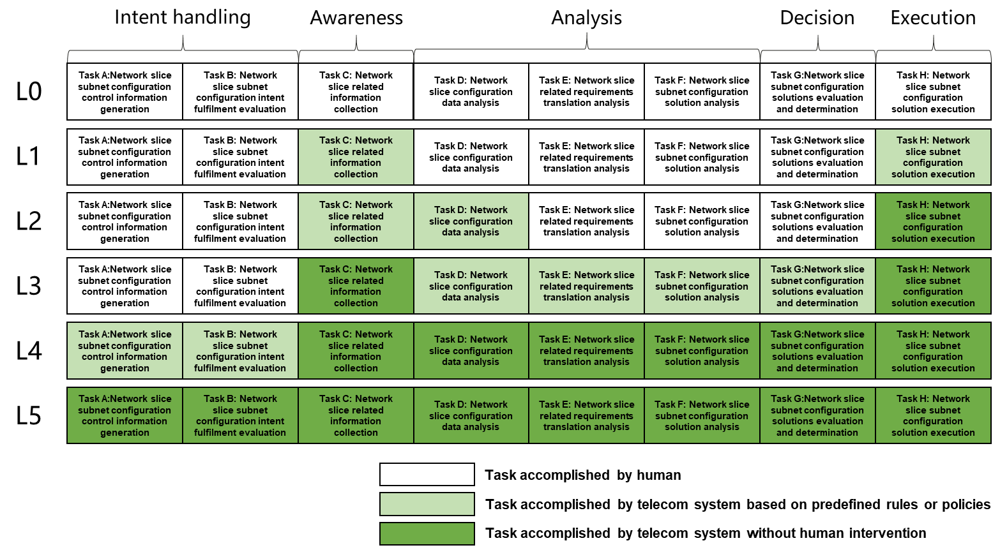 Intent handling
Awareness
Analysis
Decision
Execution
L0
Task A:Network slice
subnet configuration
control information
generation
Task B: Network
slice subnet
configuration intent
fulfilment evaluation
Task C: Network
slice related
information
collection
Task D: Network
slice configuration
data analysis
Task E: Network slice
related requirements
translation analysis
Task F: Network slice
subnet configuration
solution analysis
Task G:Network slice
subnet configuration
solutions evaluation
and determination
Task H: Network
slice subnet
configuration
solution execution
L1
Task A:Network slice
subnet configuration
control information
generation
Task B: Network
slice subnet
configuration intent
fulfilment evaluation
Task C: Network
slice related
information
collection
Task D: Network
slice configuration
data analysis
Task E: Network slice
related requirements
translation analysis
Task F: Network slice
subnet configuration
solution analysis
Task G:Network slice
subnet configuration
solutions evaluation
and determination
Task H: Network
slice subnet
configuration
solution execution
L2
Task A:Network slice
subnet configuration
control information
generation
Task B: Network
slice subnet
configuration intent
fulfilment evaluation
Task C: Network
slice related
information
collection
Task D: Network
slice configuration
data analysis
Task E: Network slice
related requirements
translation analysis
Task F: Network slice
subnet configuration
solution analysis
Task G:Network slice
subnet configuration
solutions evaluation
and determination
Task H: Network
slice subnet
configuration
solution execution
L3
Task A:Network slice
subnet configuration
control information
generation
Task B: Network
slice subnet
configuration intent
fulfilment evaluation
Task C: Network
slice related
information
collection
Task D: Network
slice configuration
data analysis
Task E: Network slice
related requirements
translation analysis
Task F: Network slice
subnet configuration
solution analysis
Task G:Network slice
subnet configuration
solutions evaluation
and determination
Task H: Network
slice subnet
configuration
solution execution
L4
Task A:Network slice
subnet configuration
control information
generation
Task B: Network
slice subnet
configuration intent
fulfilment evaluation
Task C: Network
slice related
information
collection
Task D: Network
slice configuration
data analysis
Task E: Network slice
related requirements
translation analysis
Task F: Network slice
subnet configuration
solution analysis
Task G:Network slice
subnet configuration
solutions evaluation
and determination
Task H: Network
slice subnet
configuration
solution execution
L5
Task A:Network slice
subnet configuration
control information
generation
Task B: Network
slice subnet
configuration intent
fulfilment evaluation
Task C: Network
slice related
information
collection
Task D: Network
slice configuration
data analysis
Task E: Network slice
related requirements
translation analysis
Task F: Network slice
subnet configuration
solution analysis
Task G:Network slice
subnet configuration
solutions evaluation
and determination
Task H: Network
slice subnet
configuration
solution execution
Task accomplished by human
Task accomplished by telecom system based on predefined rules or policies
Task accomplished by telecom system without human intervention